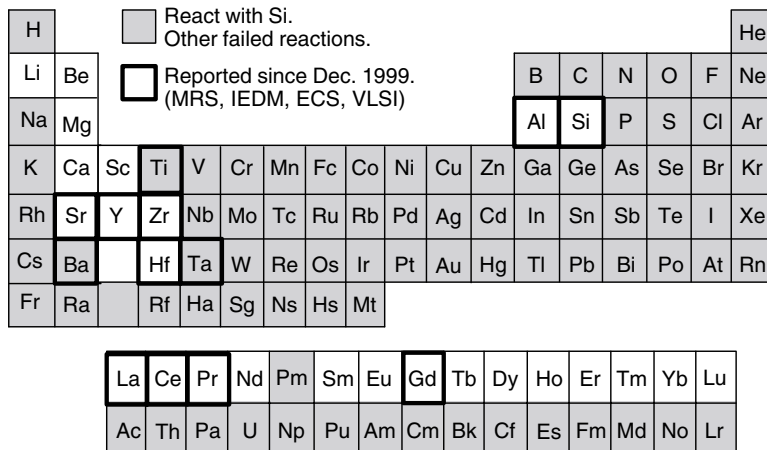 H React with Si. He
Other failed reactions.
Li Be Reported since Dec. 1999. B C N O F Ne
(MRS, IEDM, ECS, VLSI)
Na Mg Al Si P S Cl Ar
K Ca Sc Ti V Cr Mn Fc Co Ni Cu Zn Ga Ge As Se Br Kr
Rh Sr Y Zr Nb Mo Tc Ru Rb Pd Ag Cd In Sn Sb Te I Xe
Cs Ba Hf Ta W Re Os Ir Pt Au Hg Tl Pb Bi Po At Rn
Fr Ra Rf Ha Sg Ns Hs Mt
La Ce Pr Nd Pm Sm Eu Gd Tb Dy Ho Er Tm Yb Lu
Ac Th Pa U Np Pu Am Cm Bk Cf Es Fm Md No Lr